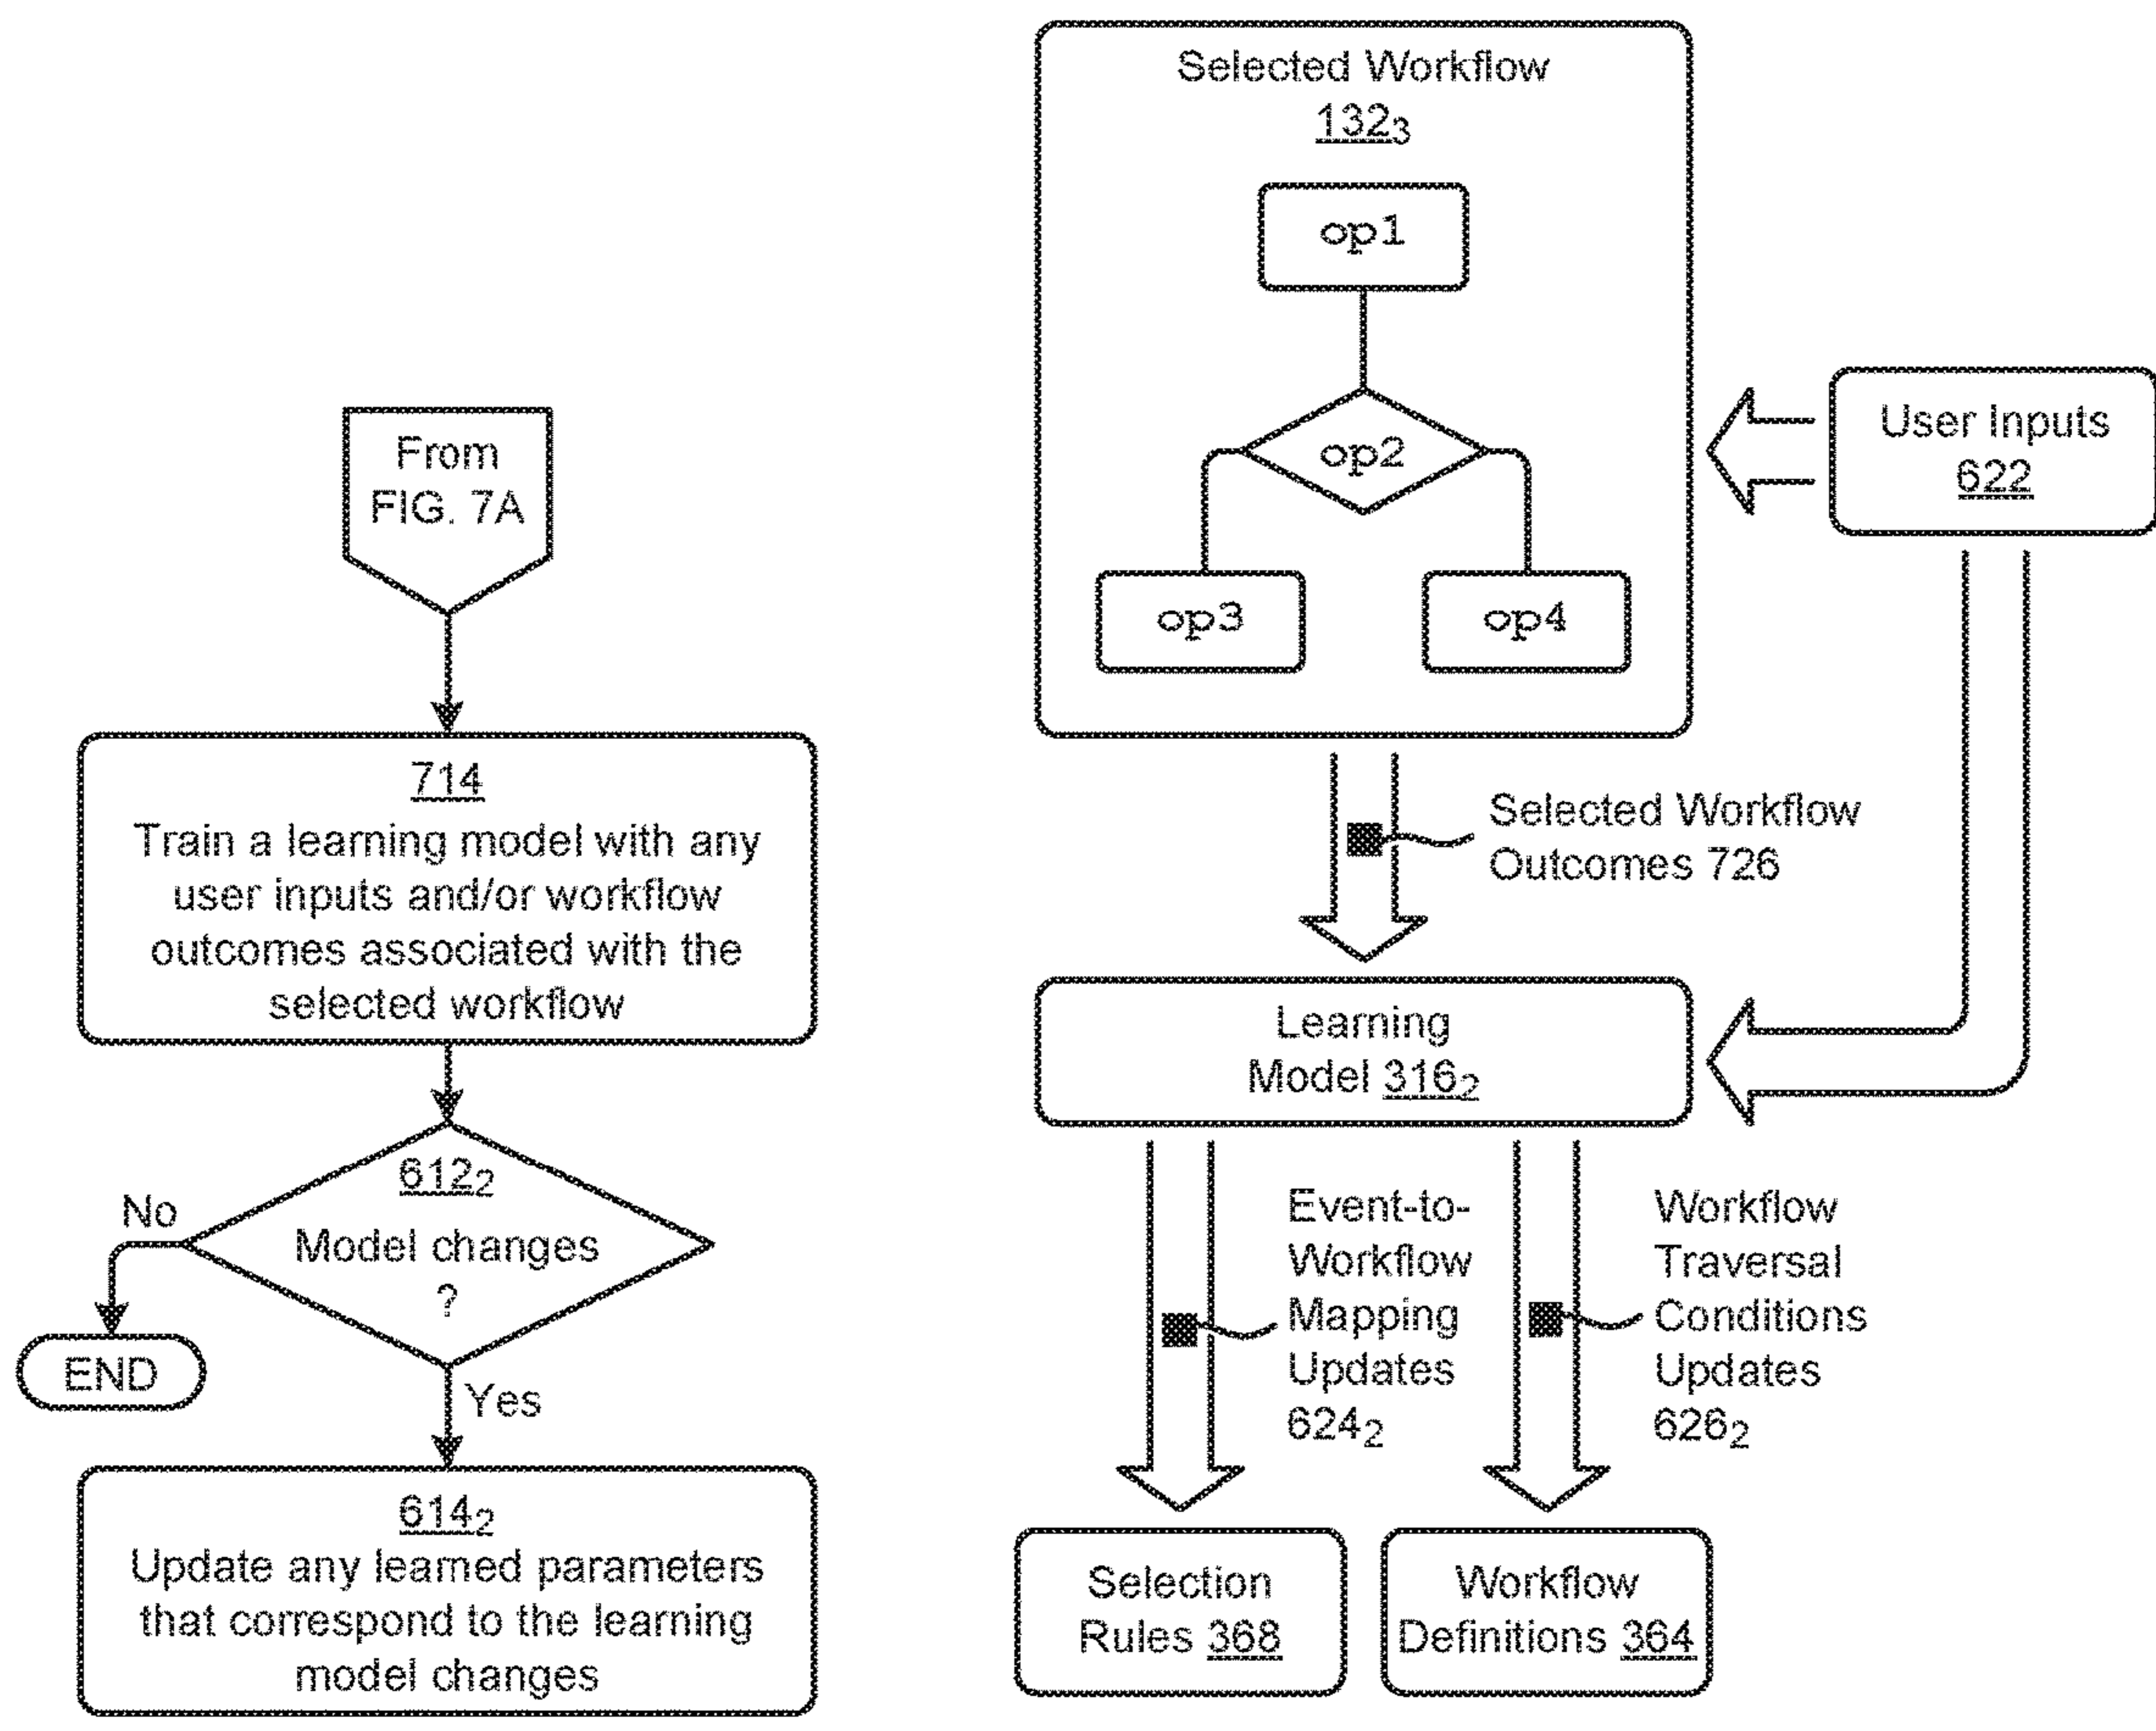 From
FIG. 7A
714
Train a learning model with any
user inputs and/or workflow
outcomes associated with the
selected workflow
612₂
Model changes
?
No
END
Yes
614₂
Update any learned parameters
that correspond to the learning
model changes
Selected Workflow
132₃
op1
op2
op3
op4
User Inputs
622
Selected Workflow
Outcomes 726
Learning
Model 316₂
Event-to-
Workflow
Mapping
Updates
624₂
Workflow
Traversal
Conditions
Updates
626₂
Selection
Rules 368
Workflow
Definitions 364